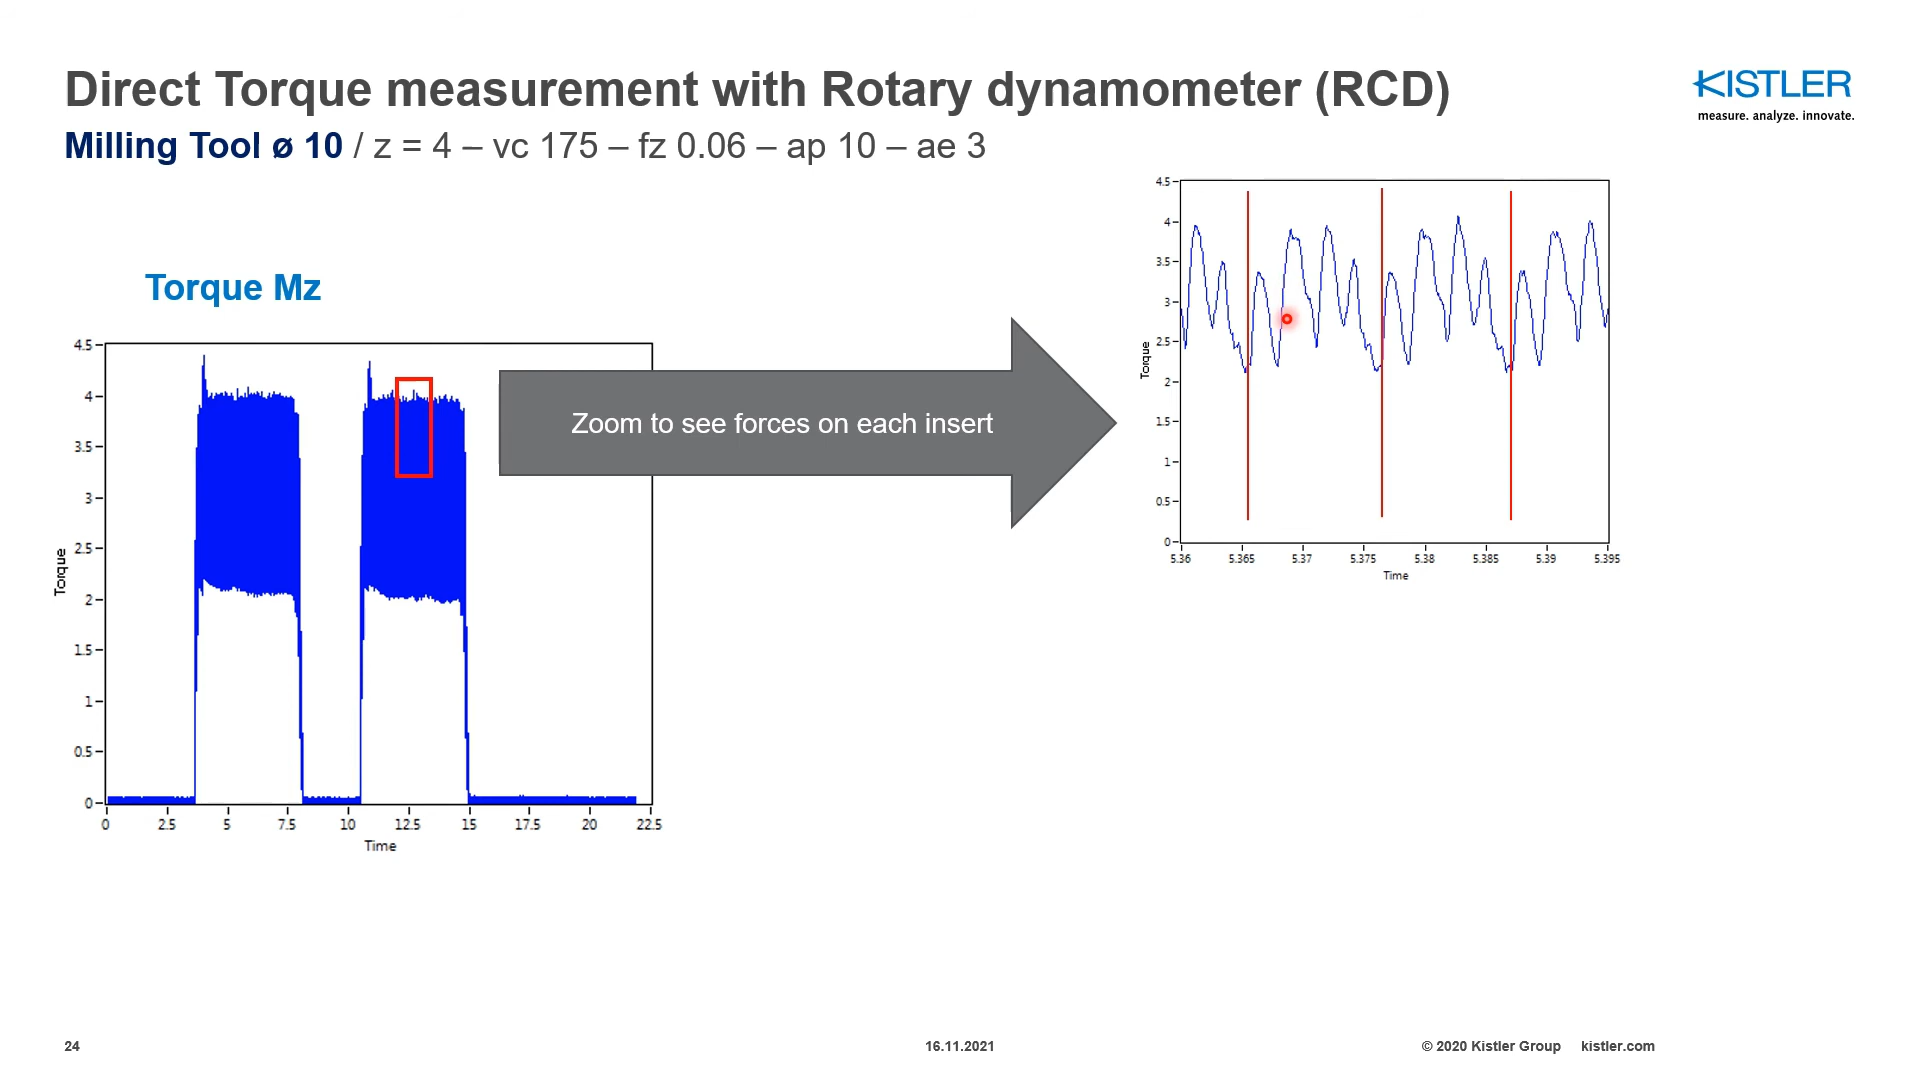 Direct Torque measurement with Rotary dynamometer (RCD)
KISTLER
measure. analyze. innovate.
Milling Tool ø 10 / z = 4 – vc 175 – fz 0.06 – ap 10 – ae 3
Torque Mz
4.5
4
3.5
3
2.5
2
1.5
1
0.5
0
Torque
0 2.5 5 7.5 10 12.5 15 17.5 20 22.5
Time
Zoom to see forces on each insert
4.5
4
3.5
3
2.5
2
1.5
1
0.5
0
Torque
5.36 5.365 5.37 5.375 5.38 5.385 5.39 5.395
Time
24
16.11.2021
© 2020 Kistler Group kistler.com